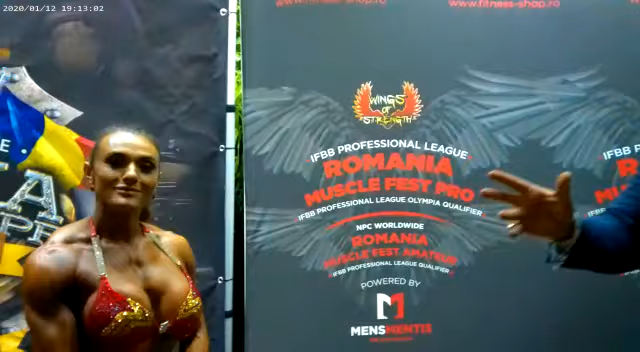 2020/01/12 19:13:02
www.fitness-shop.ro
www.fitness-shop.ro
WINGS
OF
STRENGTH
IFBB PROFESSIONAL LEAGUE
ROMANIA
MUSCLE FEST PRO
IFBB PROFESSIONAL LEAGUE OLYMPIA QUALIFIER
NPC WORLDWIDE
ROMANIA
MUSCLE FEST AMATEUR
IFBB PROFESSIONAL LEAGUE QUALIFIER
POWERED BY
MENSMENTIS
IFBB PR